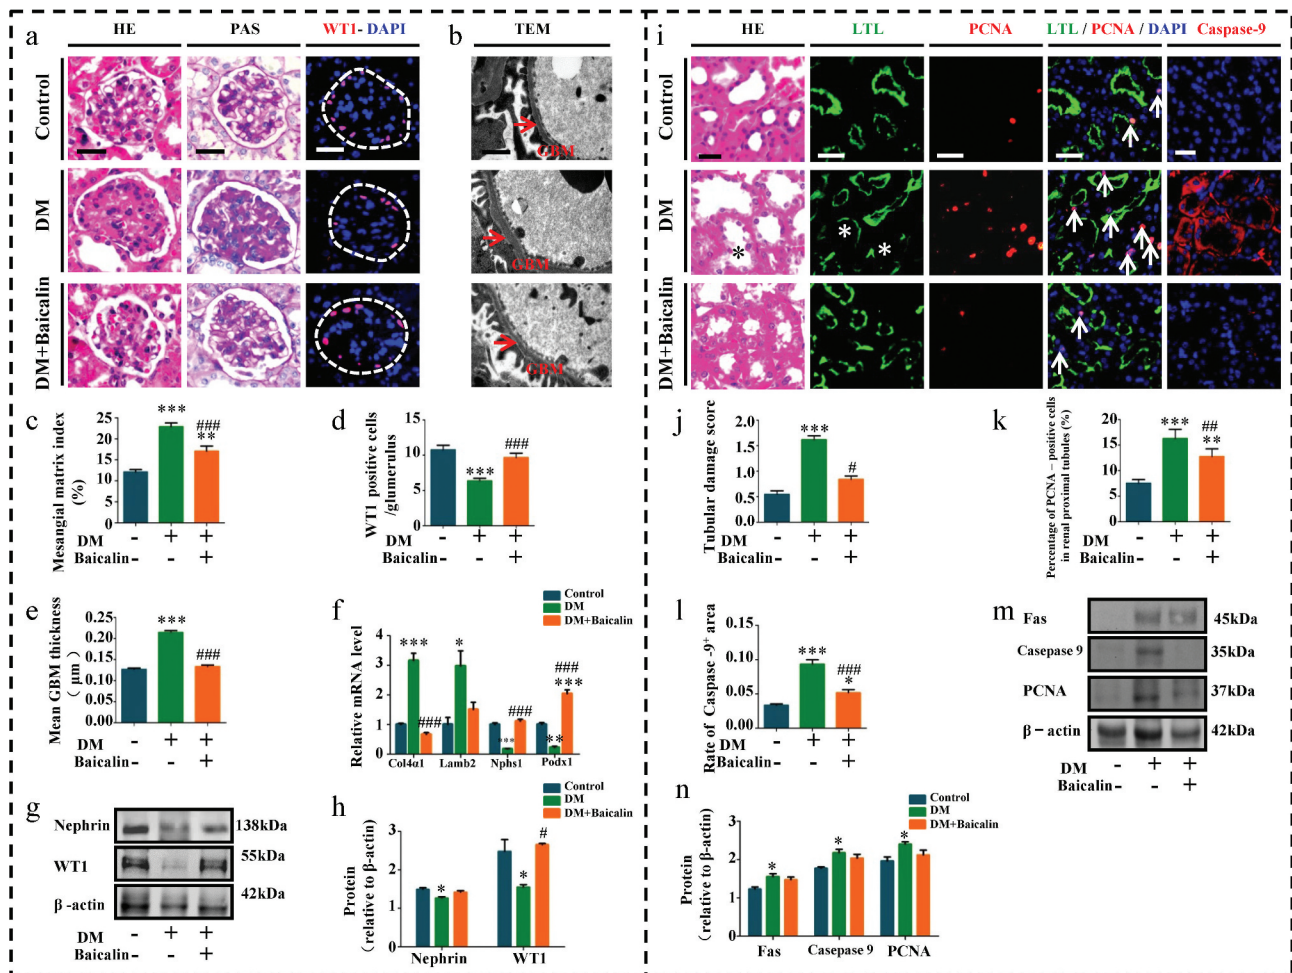 a
HE
PAS
WT1- DAPI
b
TEM
Control
DM
DM+Baicalin
GBM
GBM
GBM
c
Mesangial matrix index
(%)
25
20
15
10
5
0
***
###
**
DM - + +
Baicalin - - +
d
WT1 positive cells
/glumerulus
15
10
5
0
***
###
DM - + +
Baicalin - - +
e
Mean GBM thickness
( μm )
0.25
0.20
0.15
0.10
0.05
0.00
***
###
DM - + +
Baicalin - - +
f
Control
DM
DM+Baicalin
Relative mRNA level
4
3
2
1
0
***
###
*
***
###
**
###
***
Col4α1 Lamb2 Nphs1 Podx1
g
Nephrin 138kDa
WT1 55kDa
β -actin 42kDa
DM - + +
Baicalin - - +
h
Control
DM
DM+Baicalin
Protein
(relative to β-actin)
3
2
1
0
*
*
#
Nephrin WT1
i
HE
LTL
PCNA
LTL / PCNA / DAPI
Caspase-9
Control
DM
DM+Baicalin
*
* *
j
Tubular damage score
2.0
1.5
1.0
0.5
0.0
***
#
DM - + +
Baicalin - - +
k
Percentage of PCNA – positive cells
in renal proximal tubules (%)
20
15
10
5
0
***
##
**
DM - + +
Baicalin - - +
l
Rate of Caspase -9+ area
0.15
0.10
0.05
0.00
***
###
*
DM - + +
Baicalin - - +
m
Fas 45kDa
Casepase 9 35kDa
PCNA 37kDa
β – actin 42kDa
DM - + +
Baicalin - - +
n
Control
DM
DM+Baicalin
Protein
(relative to β-actin)
3
2
1
0
*
*
*
Fas Casepase 9 PCNA